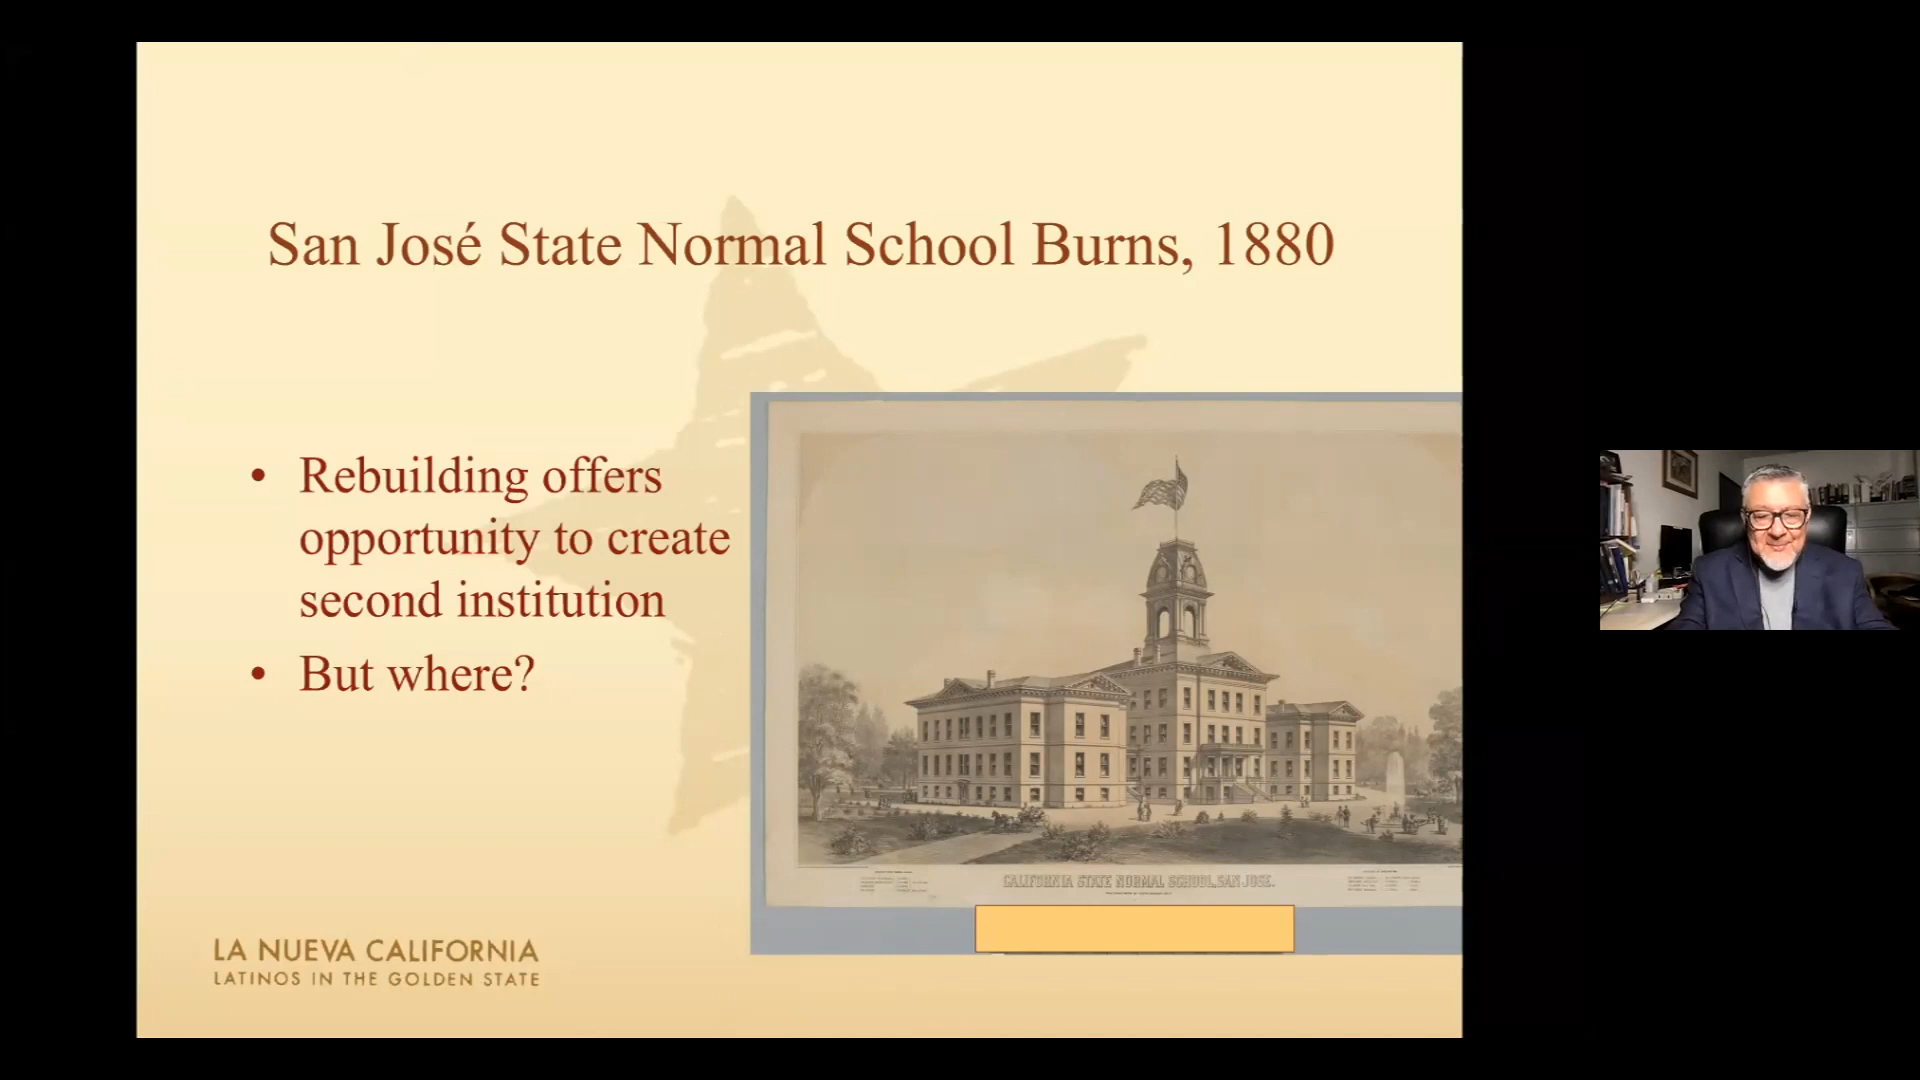 San José State Normal School Burns, 1880
• Rebuilding offers
opportunity to create
second institution
• But where?
CALIFORNIA STATE NORMAL SCHOOL, SAN JOSE.
LA NUEVA CALIFORNIA
LATINOS IN THE GOLDEN STATE